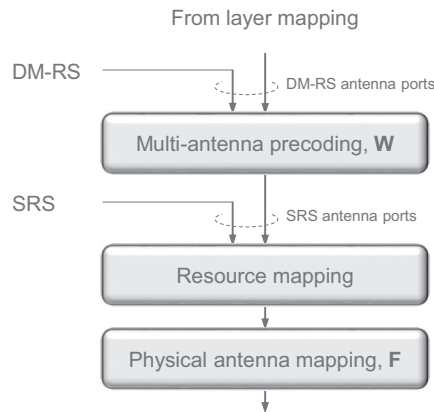 From layer mapping
DM-RS
DM-RS antenna ports
Multi-antenna precoding, W
SRS
SRS antenna ports
Resource mapping
Physical antenna mapping, F